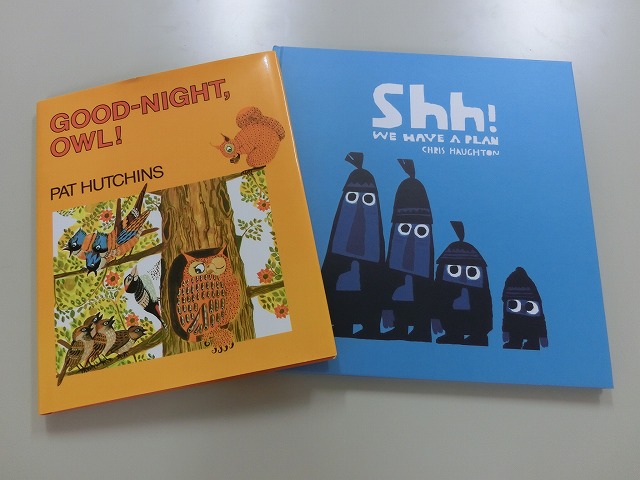 GOOD-NIGHT,
OWL!
PAT HUTCHINS
Shh!
WE HAVE A PLAN
CHRIS HAUGHTON